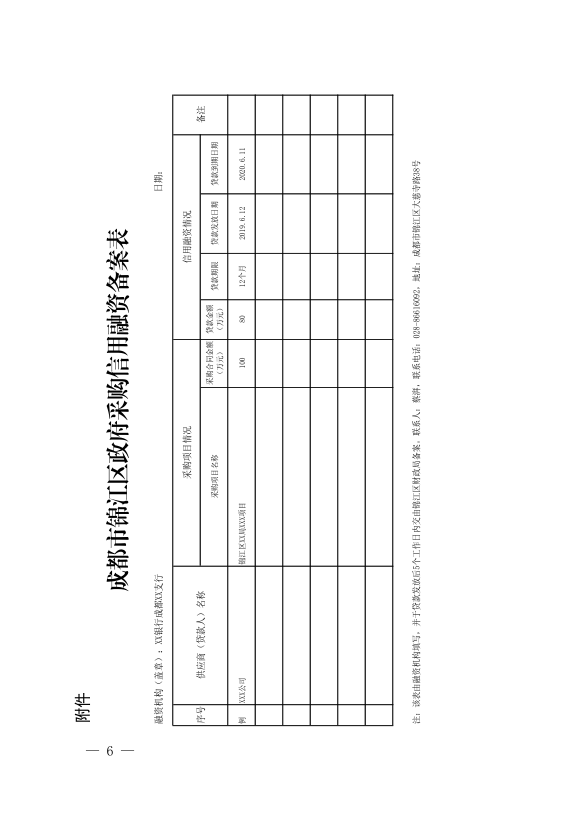 附件
成都市锦江区政府采购信用融资备案表
融资机构（盖章）：XX银行成都XX支行 日期：
序号 供应商（贷款人）名称 采购项目情况 信用融资情况 备注
采购项目名称 采购合同金额（万元） 贷款金额（万元） 贷款期限 贷款发放日期 贷款到期日期
例 XXX公司 锦江区XX局XXX项目 100 80 12个月 2019.6.12 2020.6.11
注：该表由融资机构填写，并于贷款发放后5个工作日内交由锦江区财政局备案，联系人：蔡湃，联系电话：028-86616092，地址：成都市锦江区大慈寺路38号
— 6 —